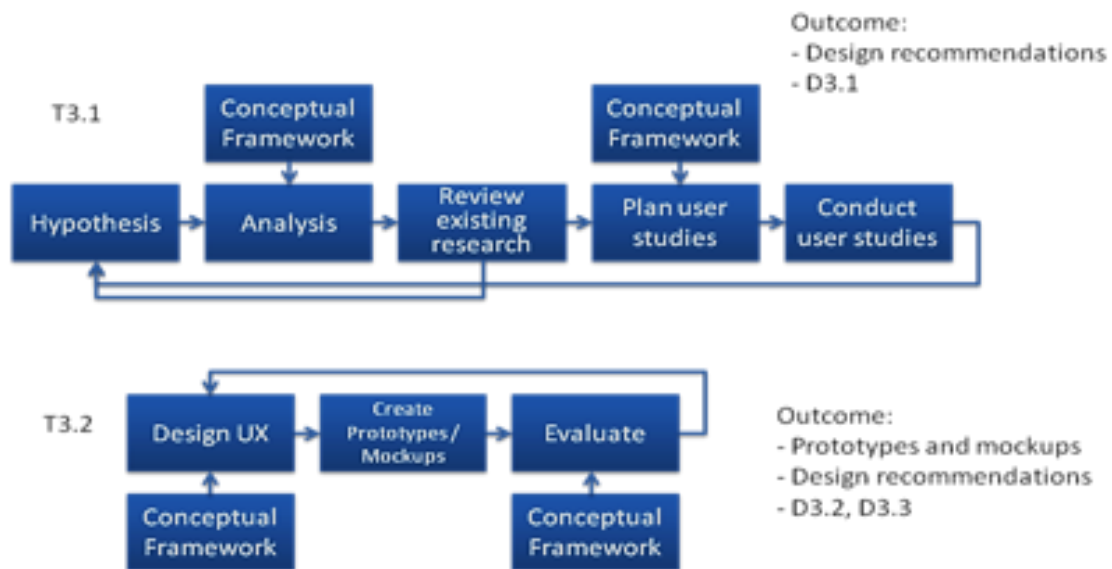 Outcome:
- Design recommendations
- D3.1
T3.1
Conceptual
Framework
Conceptual
Framework
Hypothesis
Analysis
Review
existing
research
Plan user
studies
Conduct
user studies
T3.2
Design UX
Create
Prototypes/
Mockups
Evaluate
Conceptual
Framework
Conceptual
Framework
Outcome:
- Prototypes and mockups
- Design recommendations
- D3.2, D3.3